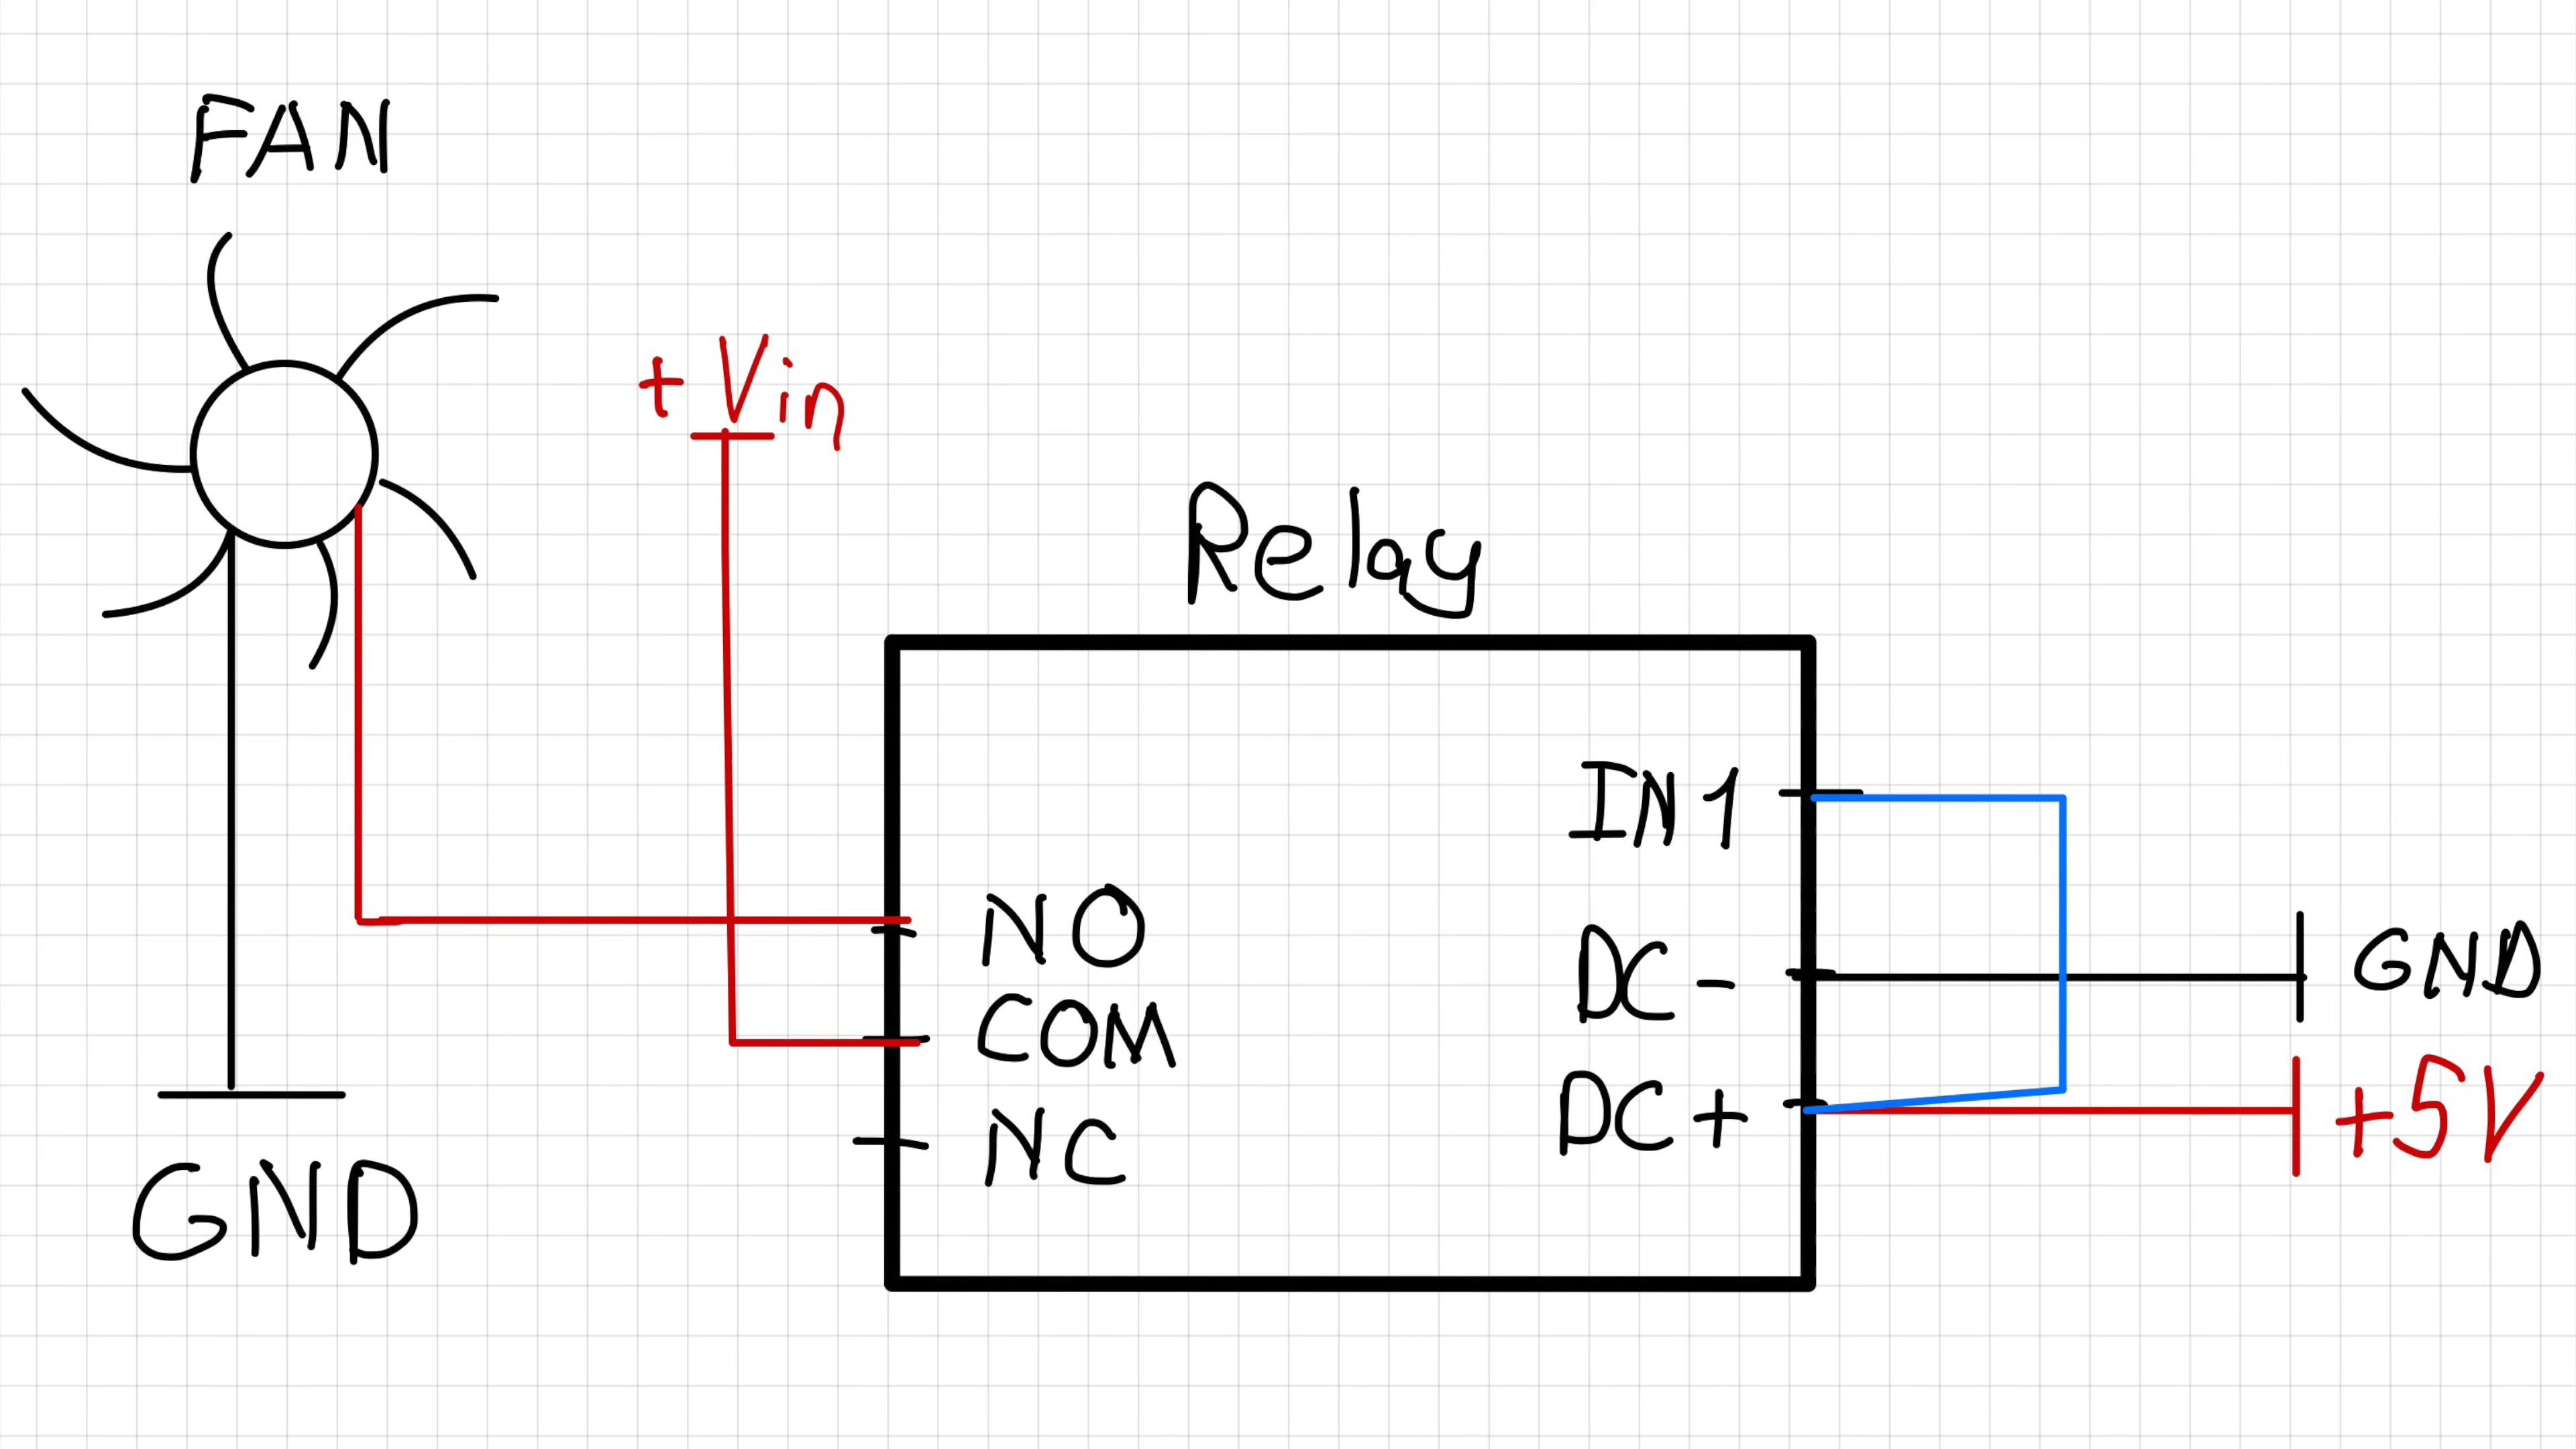 FAN
+Vin
Relay
IN1
NO
DC-
GND
COM
DC+
+5V
NC
GND